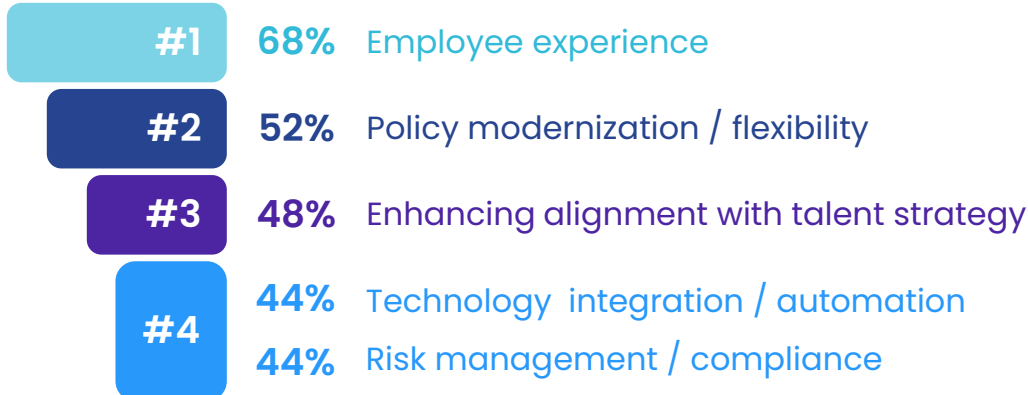 #1 68% Employee experience
#2 52% Policy modernization / flexibility
#3 48% Enhancing alignment with talent strategy
#4
44% Technology integration / automation
44% Risk management / compliance